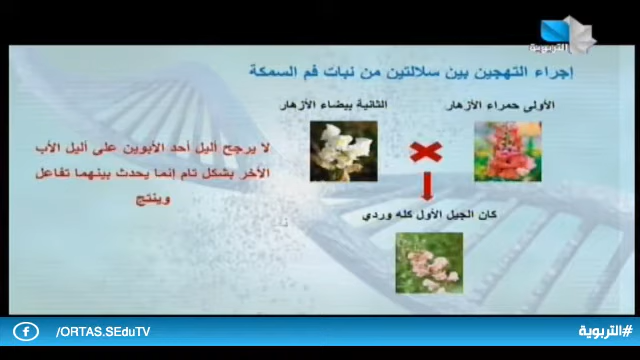 التربوية
إجراء التهجين بين سلالتين من نبات فم السمكة
الأولى حمراء الأزهار
الثانية بيضاء الأزهار
لا يرجح أليل أحد الأبوين على أليل الأب
الآخر بشكل تام إنما يحدث بينهما تفاعل
وينتج
كان الجيل الأول كله وردي
/ORTAS.SEduTV
#التربوية